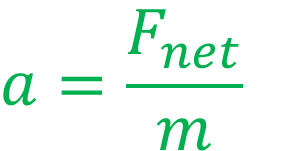 a = F_net / m